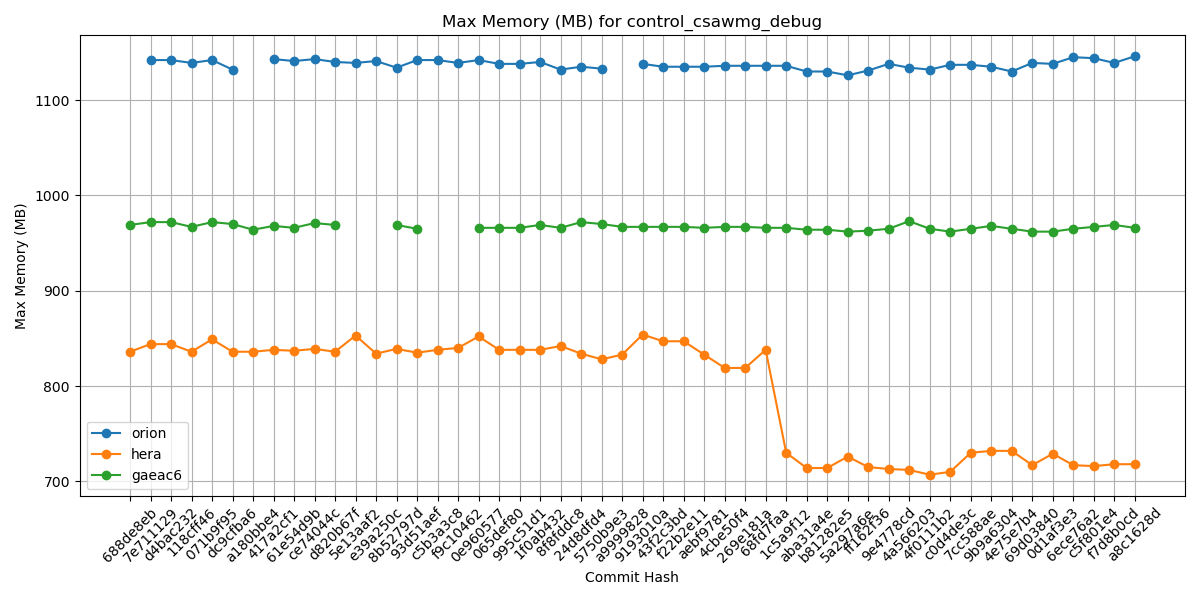 Max Memory (MB) for control_csawmg_debug
Max Memory (MB)
1100
1000
900
800
700
orion
hera
gaeac6
688de8eb
7e711129
d4bac232
118cff46
071b9f95
dc9cfba6
a180bbe4
417a2cf1
61e54d9b
ce74044c
d820b67f
5e13aaf2
e39a250c
8b52797d
93d51aef
c5b3a3c8
f9c10462
0e960577
065def80
995c51d1
1f0ab432
8f6fddc8
24d8dfd4
5750b9e3
a9999828
9193010a
43f2c3bd
f22b2e11
aebf9781
4cbe50f4
269e181a
68fd7faa
1c5a9f12
aba31a4e
b81282e5
5a297a6e
ff162f36
9e4778cd
4a566203
4f0111b2
c0d4de3c
7cc588ae
9b9a6304
4e75e7b4
69d03840
0d1af3e3
6ece76a2
c5f801e4
f7d8b0cd
a8c1628d
Commit Hash